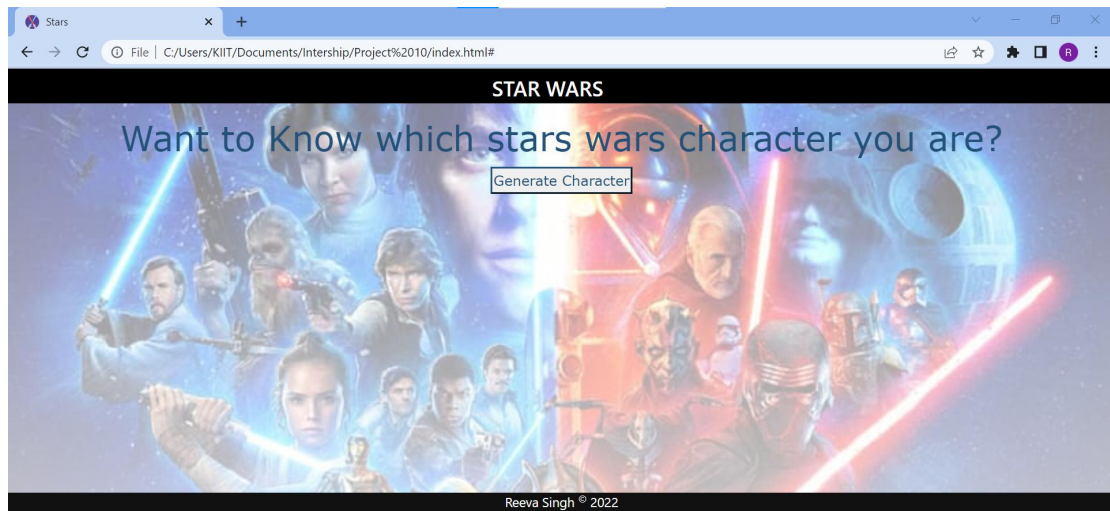 Stars
File | C:/Users/KIIT/Documents/Intership/Project%2010/index.html#
R
STAR WARS
Want to Know which stars wars character you are?
Generate Character
Reeva Singh © 2022